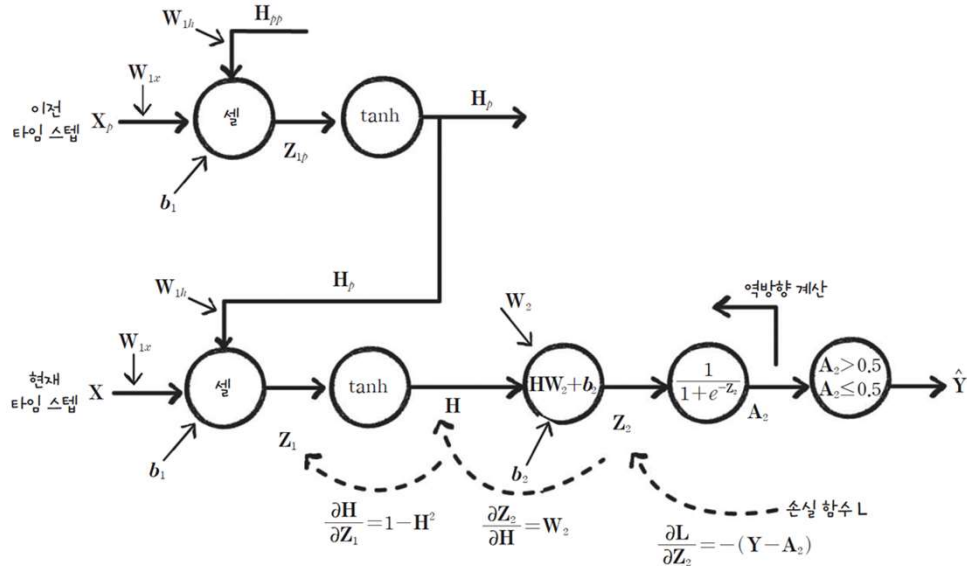 W₁ₕ
Hₚₚ
W₁ₓ
이전
타임 스텝
Xₚ
셀
tanh
Hₚ
Z₁ₚ
b₁
Hₚ
W₁ₕ
W₂
역방향 계산
W₁ₓ
현재
타임 스텝
X
셀
tanh
HW₂+b₂
1/(1+e^(-Z₂))
A₂>0.5
A₂≤0.5
Ŷ
H
Z₂
A₂
Z₁
b₁
b₂
손실 함수 L
∂H/∂Z₁=1-H²
∂Z₂/∂H=W₂
∂L/∂Z₂=-(Y-A₂)